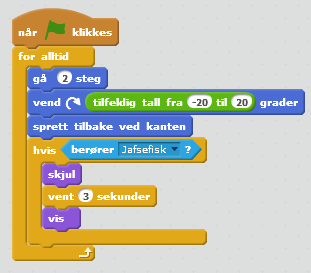 når klikkes
for alltid
gå 2 steg
vend tilfeldig tall fra -20 til 20 grader
sprett tilbake ved kanten
hvis berører Jafsefisk ?
skjul
vent 3 sekunder
vis